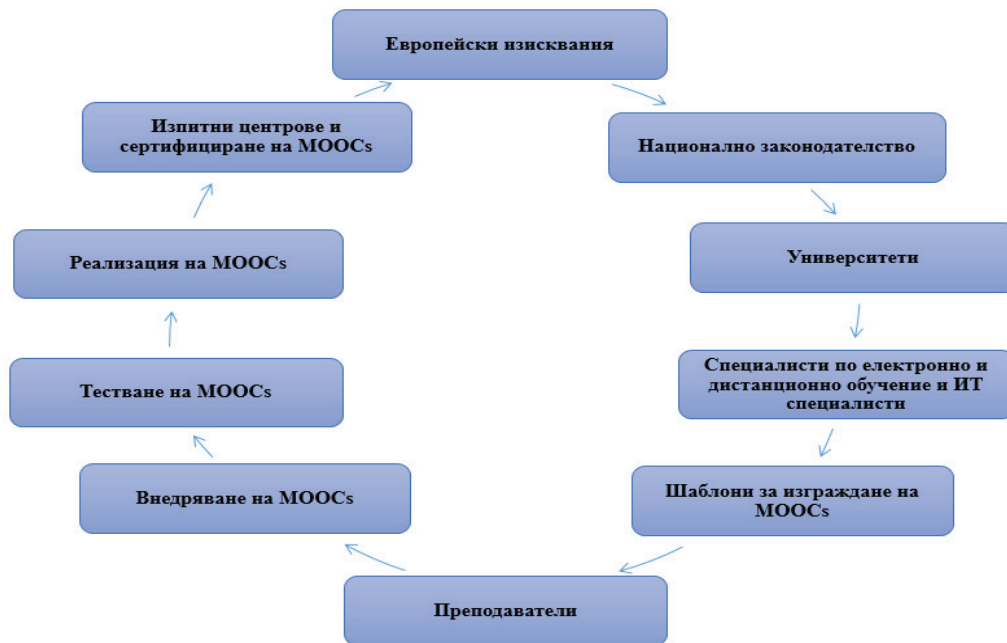 Европейски изисквания
Национално законодателство
Университети
Специалисти по електронно и
дистанционно обучение и ИТ
специалисти
Шаблони за изграждане на
MOOCs
Преподаватели
Внедряване на MOOCs
Тестване на MOOCs
Реализация на MOOCs
Изпитни центрове и
сертифициране на MOOCs